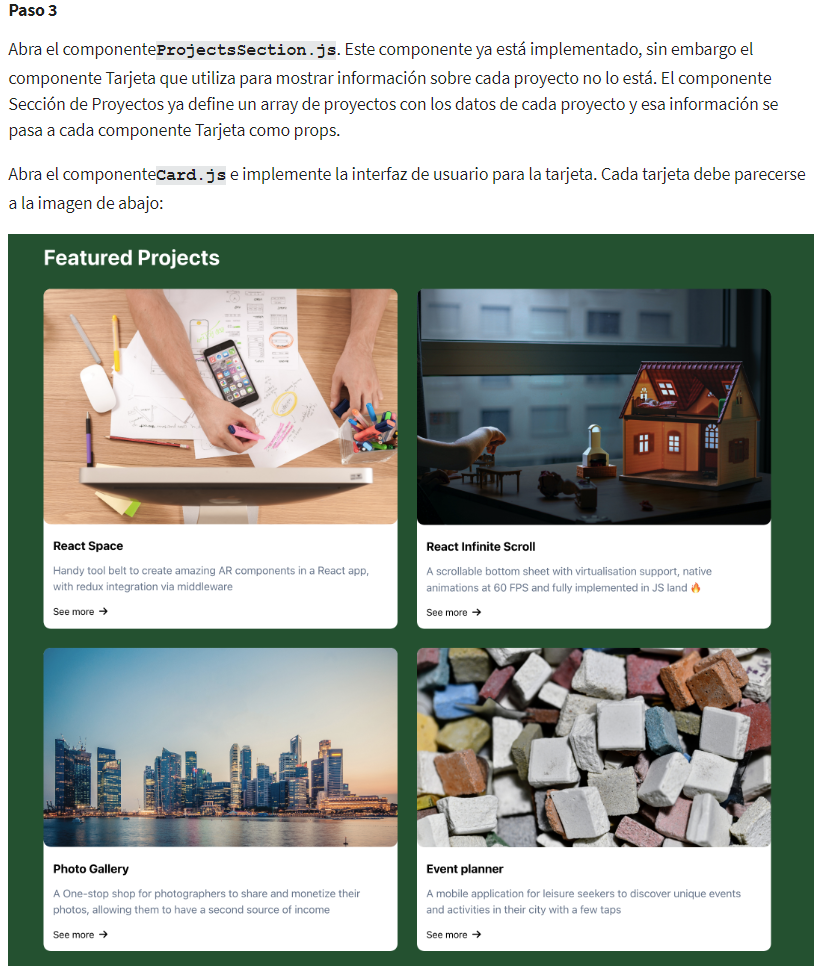 Paso 3
Abra el componenteProjectsSection.js. Este componente ya está implementado, sin embargo el
componente Tarjeta que utiliza para mostrar información sobre cada proyecto no lo está. El componente
Sección de Proyectos ya define un array de proyectos con los datos de cada proyecto y esa información se
pasa a cada componente Tarjeta como props.
Abra el componenteCard.js e implemente la interfaz de usuario para la tarjeta. Cada tarjeta debe parecerse
a la imagen de abajo:
Featured Projects
React Space
Handy tool belt to create amazing AR components in a React app,
with redux integration via middleware
See more →
React Infinite Scroll
A scrollable bottom sheet with virtualisation support, native
animations at 60 FPS and fully implemented in JS land 🔥
See more →
Photo Gallery
A One-stop shop for photographers to share and monetize their
photos, allowing them to have a second source of income
See more →
Event planner
A mobile application for leisure seekers to discover unique events
and activities in their city with a few taps
See more →